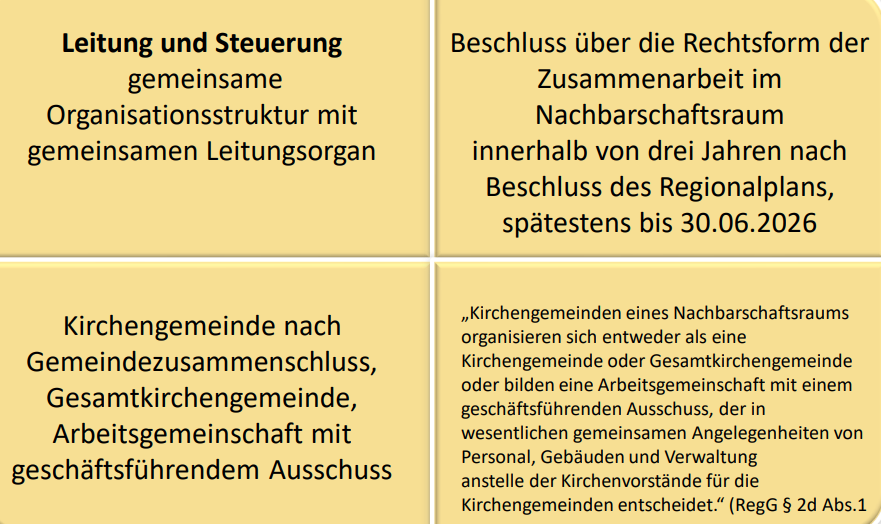 Leitung und Steuerung
gemeinsame
Organisationsstruktur mit
gemeinsamen Leitungsorgan
Beschluss über die Rechtsform der
Zusammenarbeit im
Nachbarschaftsraum
innerhalb von drei Jahren nach
Beschluss des Regionalplans,
spätestens bis 30.06.2026
Kirchengemeinde nach
Gemeindezusammenschluss,
Gesamtkirchengemeinde,
Arbeitsgemeinschaft mit
geschäftsführendem Ausschuss
„Kirchengemeinden eines Nachbarschaftsraums
organisieren sich entweder als eine
Kirchengemeinde oder Gesamtkirchengemeinde
oder bilden eine Arbeitsgemeinschaft mit einem
geschäftsführenden Ausschuss, der in
wesentlichen gemeinsamen Angelegenheiten von
Personal, Gebäuden und Verwaltung
anstelle der Kirchenvorstände für die
Kirchengemeinden entscheidet.“ (RegG § 2d Abs.1